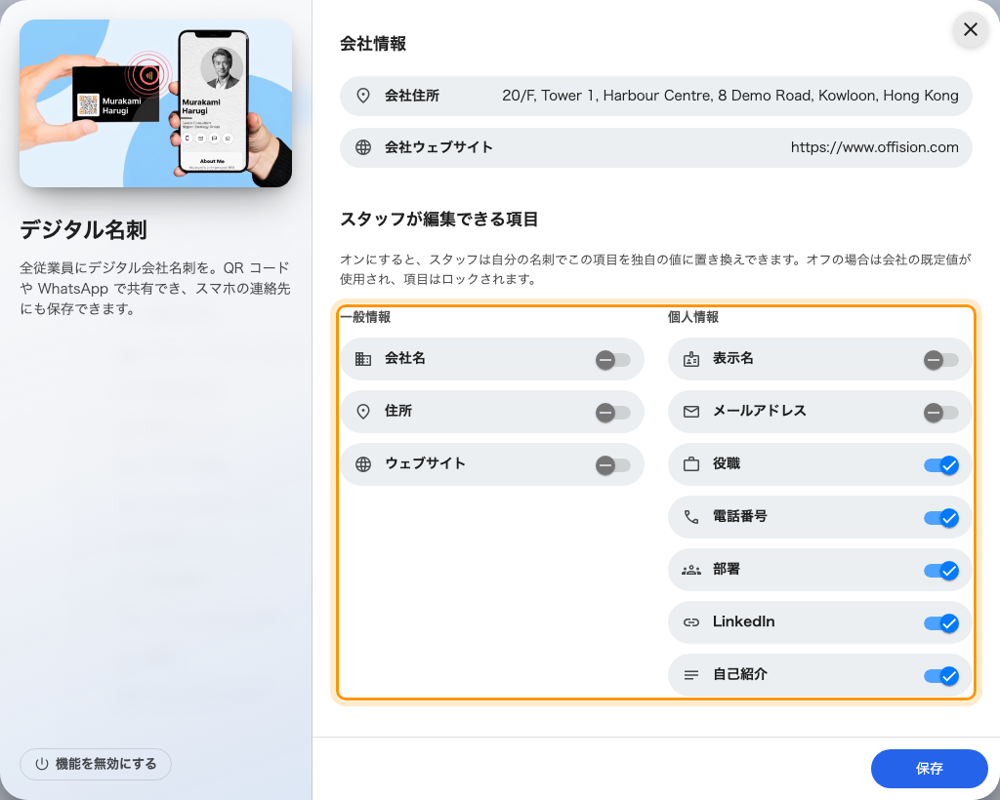 Murakami
Harugi
Murakami
Harugi
About Me
デジタル名刺
全従業員にデジタル会社名刺を。QR コード
や WhatsApp で共有でき、スマホの連絡先
にも保存できます。
機能を無効にする
会社情報
会社住所
20/F, Tower 1, Harbour Centre, 8 Demo Road, Kowloon, Hong Kong
会社ウェブサイト
https://www.offision.com
スタッフが編集できる項目
オンにすると、スタッフは自分の名刺でこの項目を独自の値に置き換えできます。オフの場合は会社の既定値が
使用され、項目はロックされます。
一般情報
会社名
住所
ウェブサイト
個人情報
表示名
メールアドレス
役職
電話番号
部署
LinkedIn
自己紹介
保存